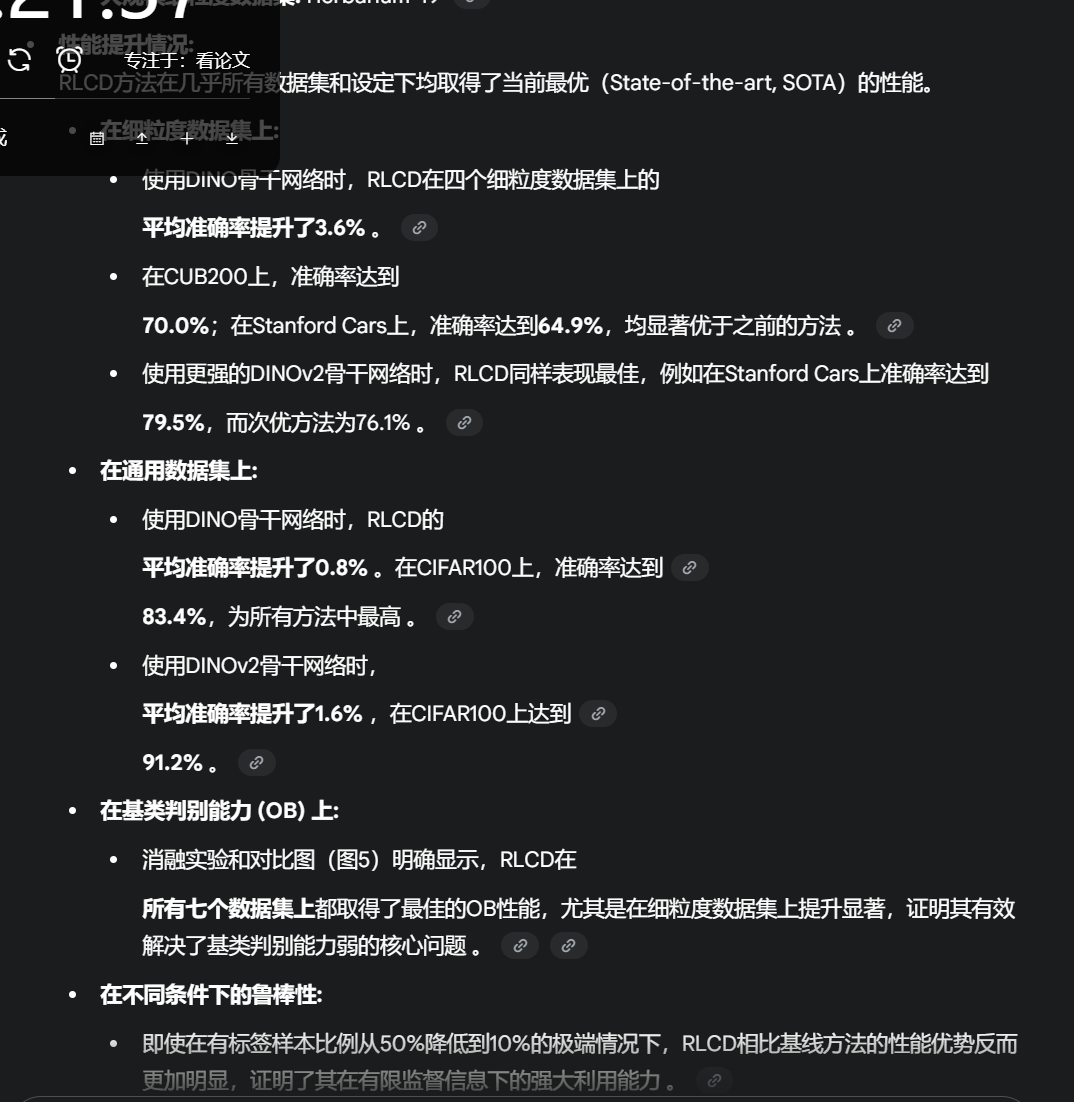 专注于：看论文
性能提升情况:
RLCD方法在几乎所有数据集和设定下均取得了当前最优（State-of-the-art, SOTA）的性能。
在细粒度数据集上:
使用DINO骨干网络时，RLCD在四个细粒度数据集上的
平均准确率提升了3.6% 。
在CUB200上，准确率达到
70.0%；在Stanford Cars上，准确率达到64.9%，均显著优于之前的方法 。
使用更强的DINOv2骨干网络时，RLCD同样表现最佳，例如在Stanford Cars上准确率达到
79.5%，而次优方法为76.1% 。
在通用数据集上:
使用DINO骨干网络时，RLCD的
平均准确率提升了0.8% 。在CIFAR100上，准确率达到
83.4%，为所有方法中最高 。
使用DINOv2骨干网络时，
平均准确率提升了1.6% ，在CIFAR100上达到
91.2% 。
在基类判别能力 (OB) 上:
消融实验和对比图（图5）明确显示，RLCD在
所有七个数据集上都取得了最佳的OB性能，尤其是在细粒度数据集上提升显著，证明其有效
解决了基类判别能力弱的核心问题 。
在不同条件下的鲁棒性:
即使在有标签样本比例从50%降低到10%的极端情况下，RLCD相比基线方法的性能优势反而
更加明显，证明了其在有限监督信息下的强大利用能力 。